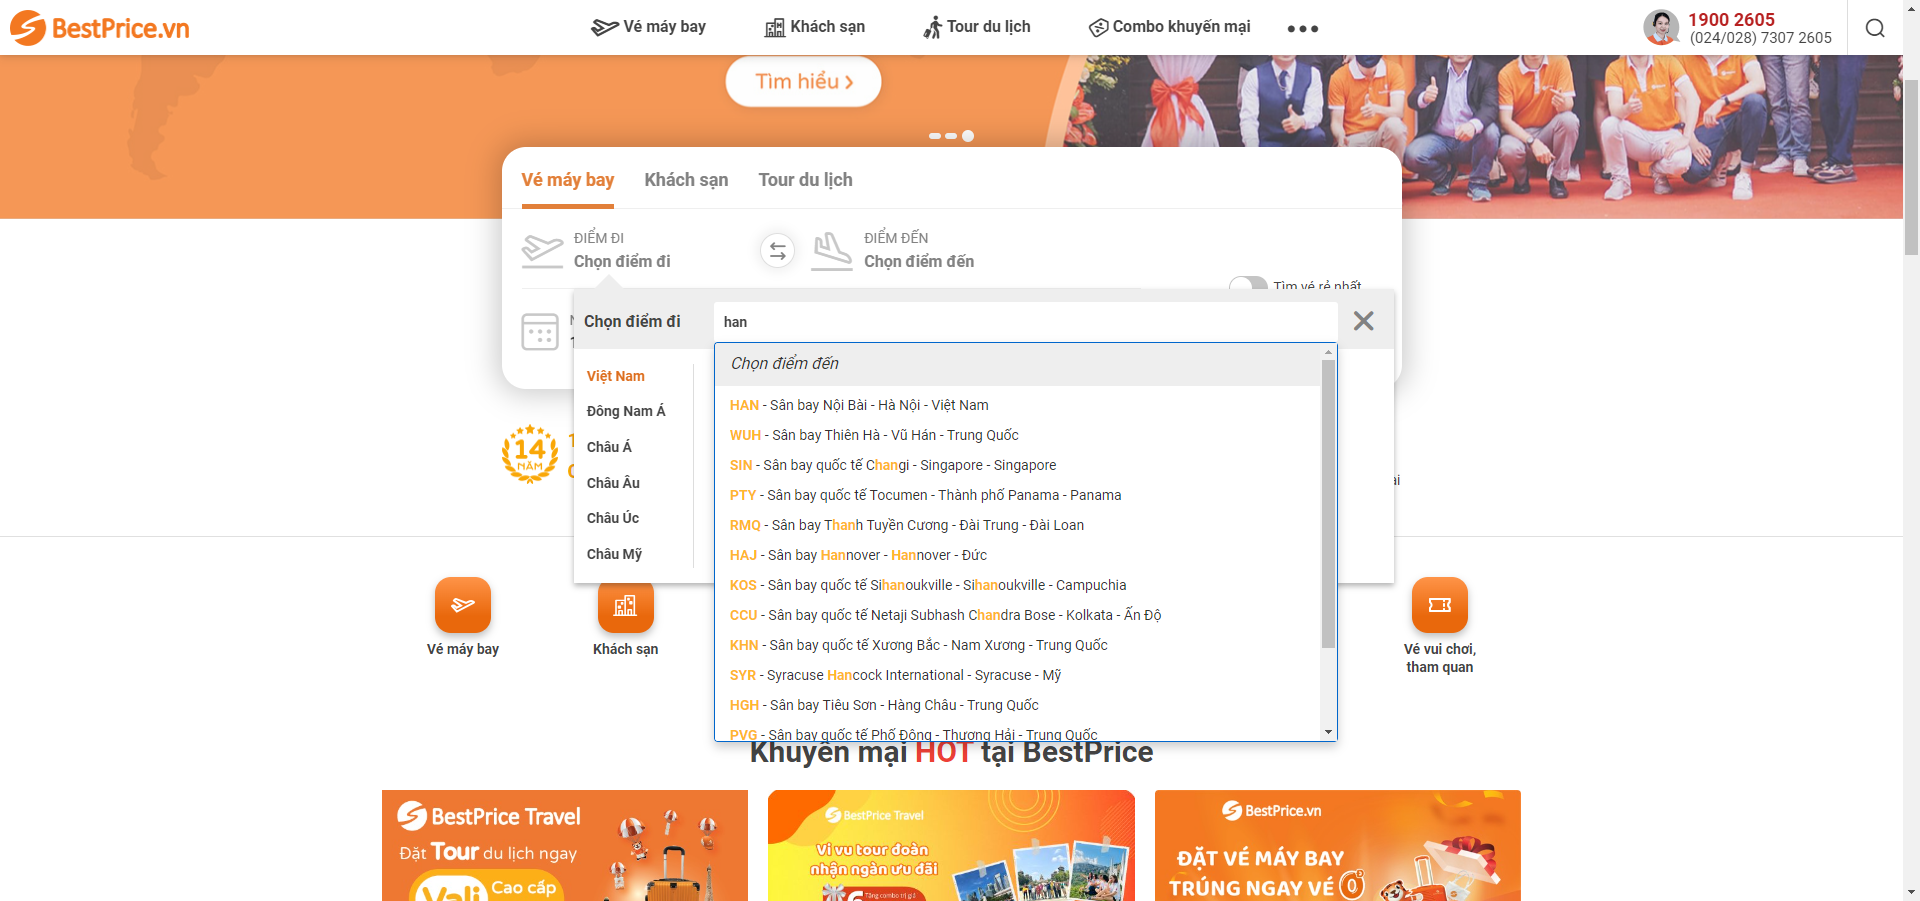 BestPrice.vn
Vé máy bay
Khách sạn
Tour du lịch
Combo khuyến mại
1900 2605
(024/028) 7307 2605
Tìm hiểu
Vé máy bay
Khách sạn
Tour du lịch
ĐIỂM ĐI
Chọn điểm đi
ĐIỂM ĐẾN
Chọn điểm đến
Tìm vé rẻ nhất
Chọn điểm đi
han
Việt Nam
Đông Nam Á
Châu Á
Châu Âu
Châu Úc
Châu Mỹ
Chọn điểm đến
HAN - Sân bay Nội Bài - Hà Nội - Việt Nam
WUH - Sân bay Thiên Hà - Vũ Hán - Trung Quốc
SIN - Sân bay quốc tế Changi - Singapore - Singapore
PTY - Sân bay quốc tế Tocumen - Thành phố Panama - Panama
RMQ - Sân bay Thanh Tuyền Cương - Đài Trung - Đài Loan
HAJ - Sân bay Hannover - Hannover - Đức
KOS - Sân bay quốc tế Sihanoukville - Sihanoukville - Campuchia
CCU - Sân bay quốc tế Netaji Subhash Chandra Bose - Kolkata - Ấn Độ
KHN - Sân bay quốc tế Xương Bắc - Nam Xương - Trung Quốc
SYR - Syracuse Hancock International - Syracuse - Mỹ
HGH - Sân bay Tiêu Sơn - Hàng Châu - Trung Quốc
PVG - Sân bay quốc tế Phố Đông - Thượng Hải - Trung Quốc
14
NĂM
Vé máy bay
Khách sạn
Vé vui chơi,
tham quan
Khuyến mại HOT tại BestPrice
BestPrice Travel
Đặt Tour du lịch ngay
Vali Cao cấp
BestPrice Travel
Vi vu tour đoàn
nhận ngàn ưu đãi
Tặng combo trị giá
BestPrice.vn
ĐẶT VÉ MÁY BAY
TRÚNG NGAY VÉ 0đ